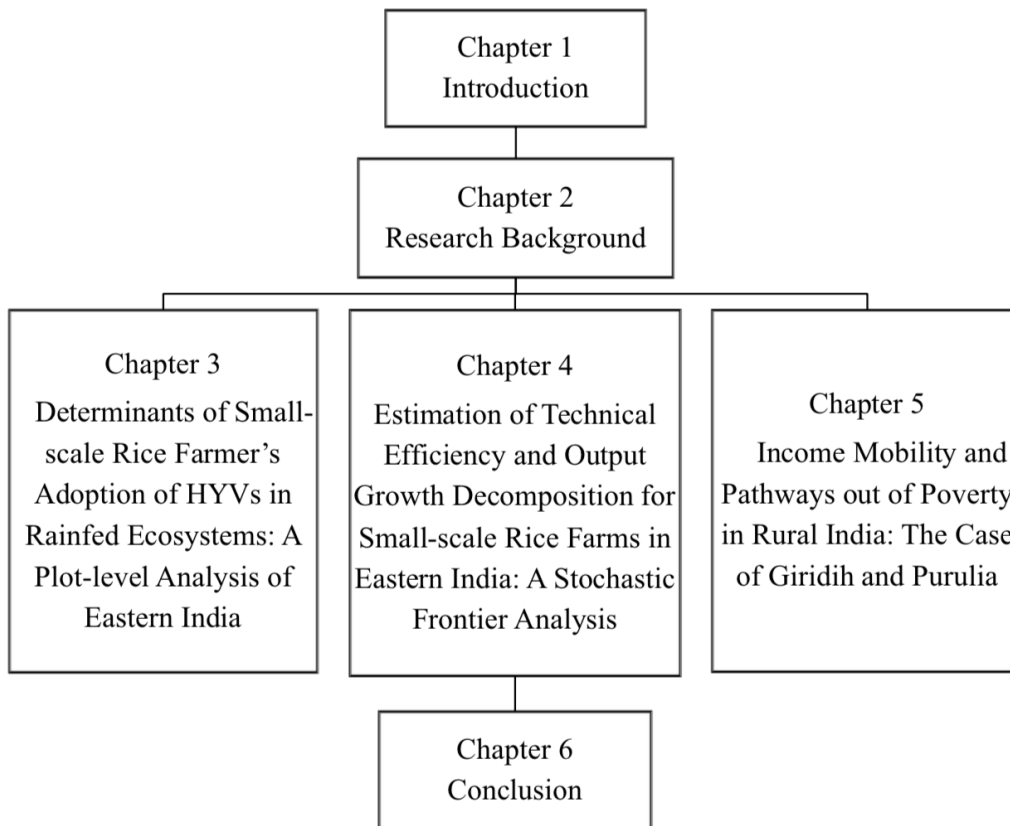 Chapter 1
Introduction
Chapter 2
Research Background
Chapter 3
Determinants of Small-
scale Rice Farmer’s
Adoption of HYVs in
Rainfed Ecosystems: A
Plot-level Analysis of
Eastern India
Chapter 4
Estimation of Technical
Efficiency and Output
Growth Decomposition for
Small-scale Rice Farms in
Eastern India: A Stochastic
Frontier Analysis
Chapter 5
Income Mobility and
Pathways out of Poverty
in Rural India: The Case
of Giridih and Purulia
Chapter 6
Conclusion